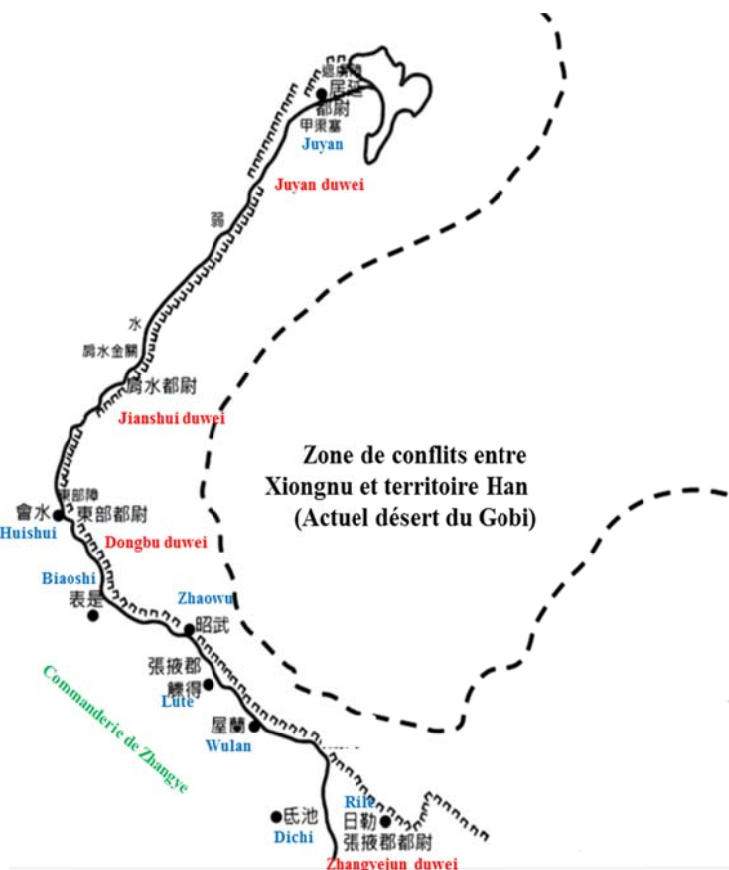 遮虜障
居延
都尉
甲渠塞
Juyan
Juyan duwei
弱
水
肩水金關
肩水都尉
Jianshui duwei
Zone de conflits entre
Xiongnu et territoire Han
(Actuel désert du Gobi)
東部障
會水
東部都尉
Huishui
Dongbu duwei
Biaoshi
表是
Zhaowu
昭武
張掖郡
觻得
Lute
屋蘭
Wulan
Commanderie de Zhangye
氐池
Dichi
Rile
日勒
張掖郡都尉
Zhangyejun duwei